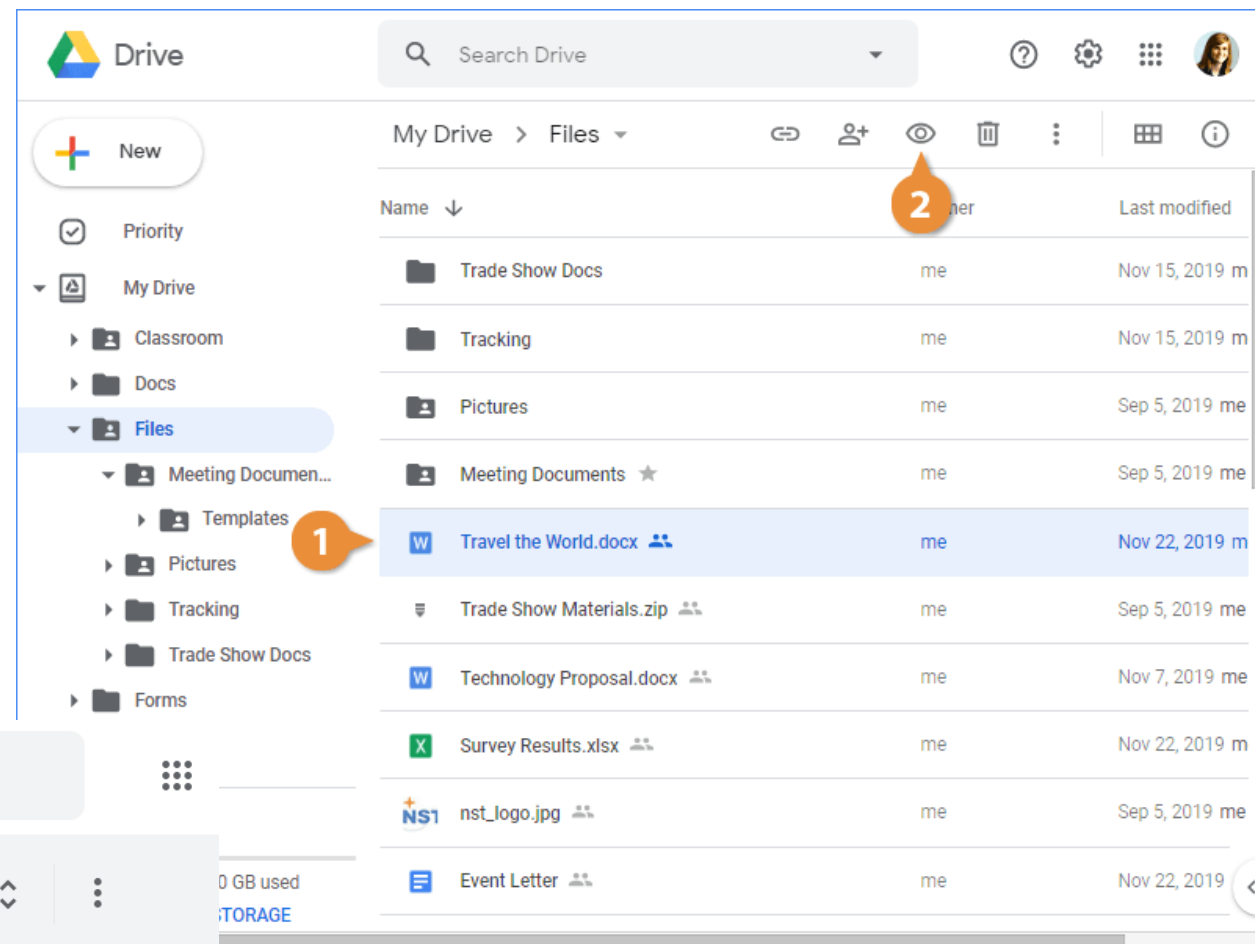 Drive
Search Drive
New
My Drive > Files
2
Name
ner
Last modified
Priority
My Drive
Classroom
Docs
Files
Meeting Documen...
Templates
Pictures
Tracking
Trade Show Docs
Forms
0 GB used
STORAGE
Trade Show Docs me Nov 15, 2019 m
Tracking me Nov 15, 2019 m
Pictures me Sep 5, 2019 me
Meeting Documents me Sep 5, 2019 me
1
W Travel the World.docx me Nov 22, 2019 m
Trade Show Materials.zip me Sep 5, 2019 me
W Technology Proposal.docx me Nov 7, 2019 me
X Survey Results.xlsx me Nov 22, 2019 m
NST nst_logo.jpg me Sep 5, 2019 me
Event Letter me Nov 22, 2019